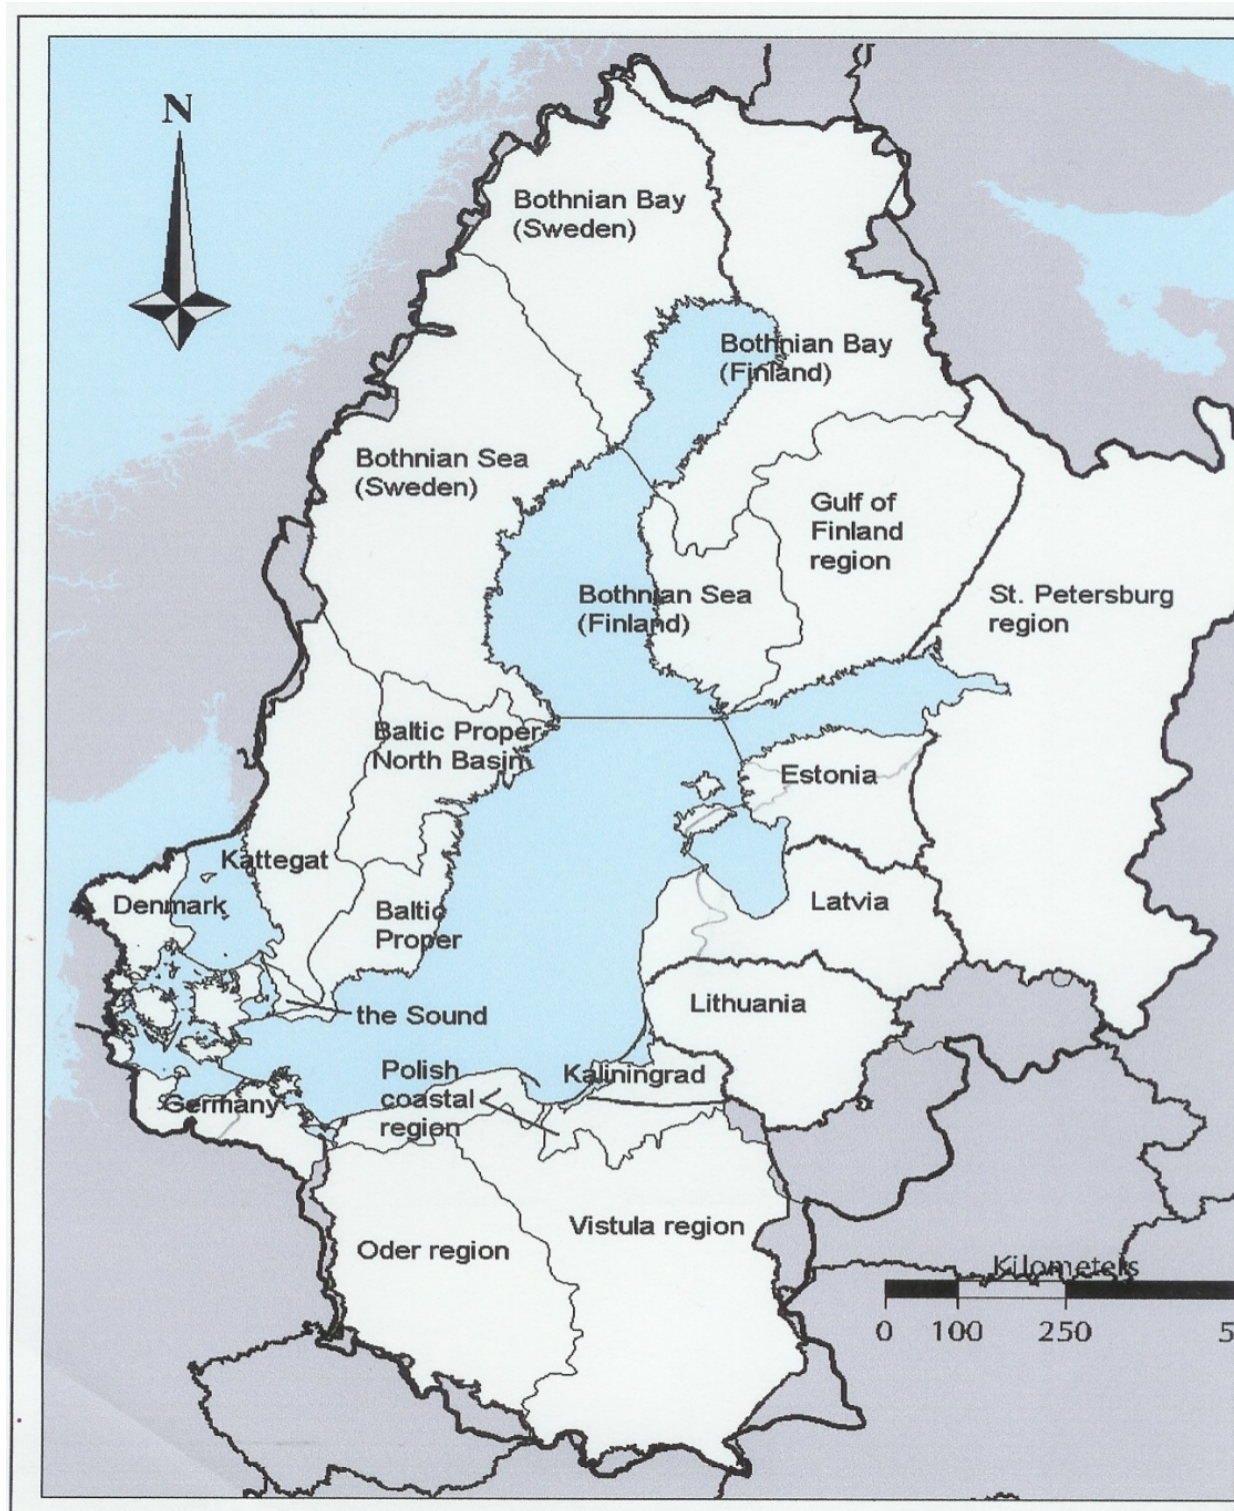 N
Bothnian Bay
(Sweden)
Bothnian Bay
(Finland)
Bothnian Sea
(Sweden)
Gulf of
Finland
region
Bothnian Sea
(Finland)
St. Petersburg
region
Baltic Proper
North Basin
Estonia
Kattegat
Denmark
Latvia
Baltic
Proper
Lithuania
the Sound
Polish
coastal
region
Kaliningrad
Germany
Vistula region
Oder region
Kilometers
0 100 250 5